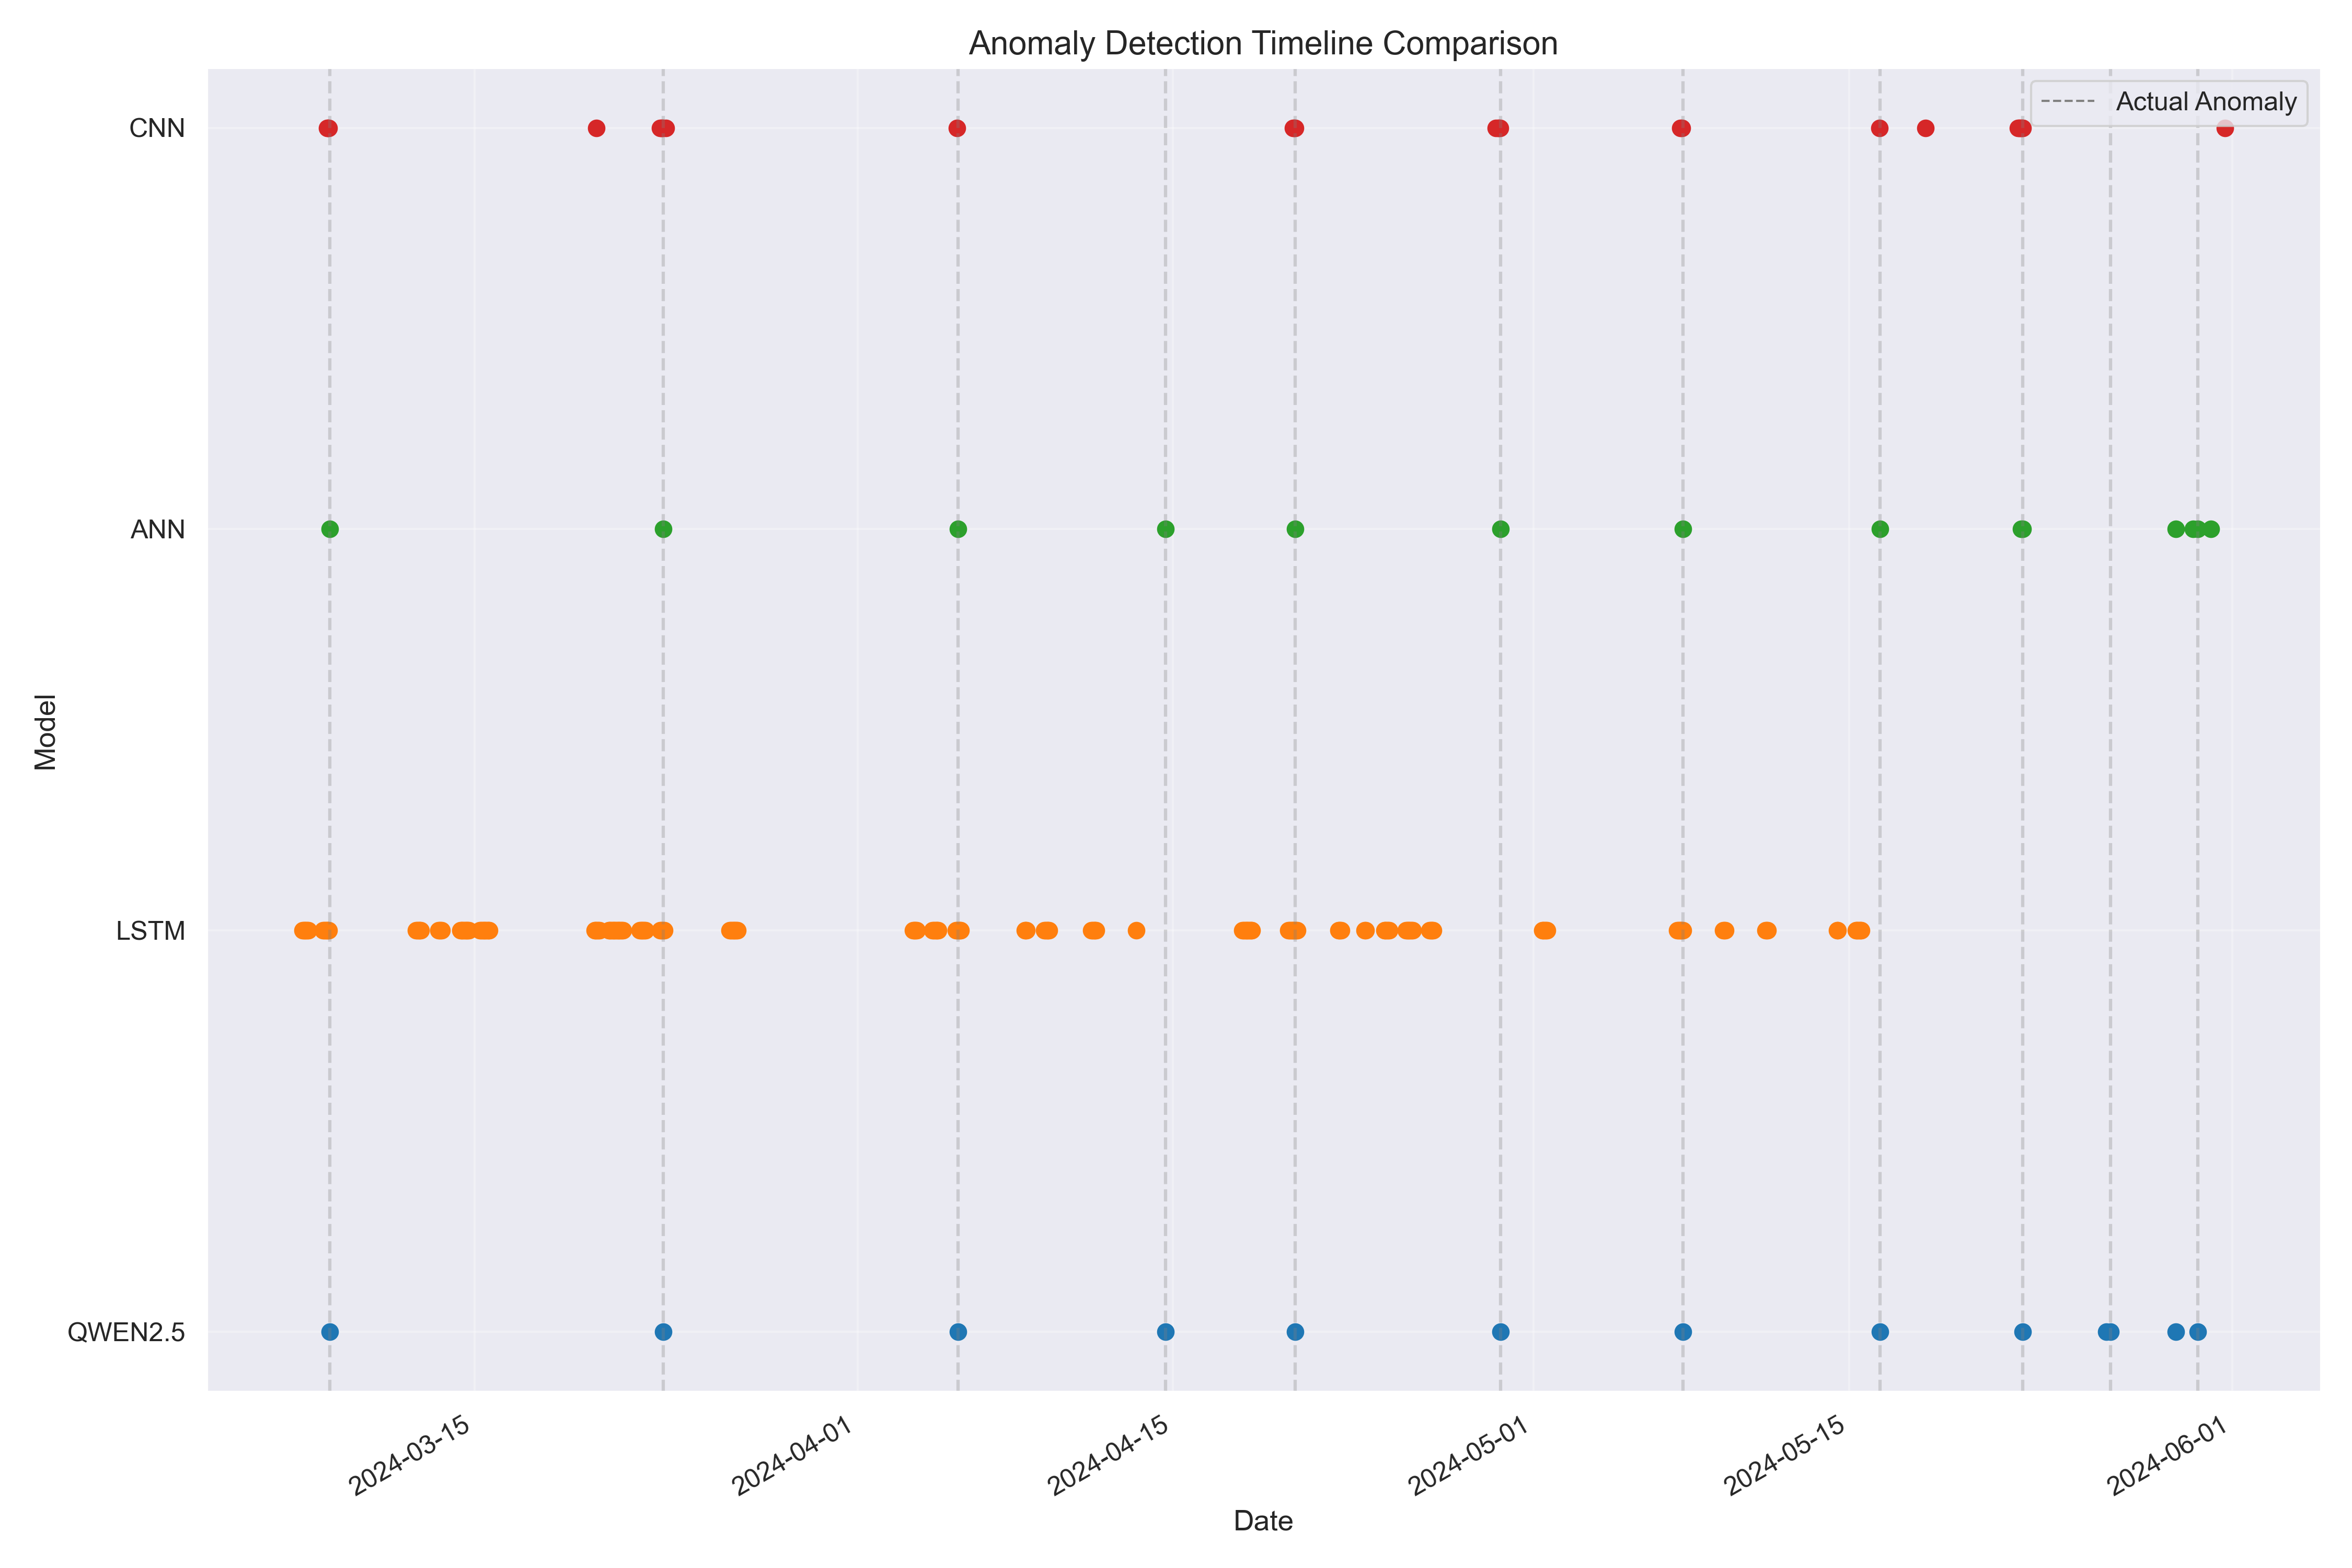 Anomaly Detection Timeline Comparison
Actual Anomaly
CNN
ANN
LSTM
QWEN2.5
Model
2024-03-15
2024-04-01
2024-04-15
2024-05-01
2024-05-15
2024-06-01
Date